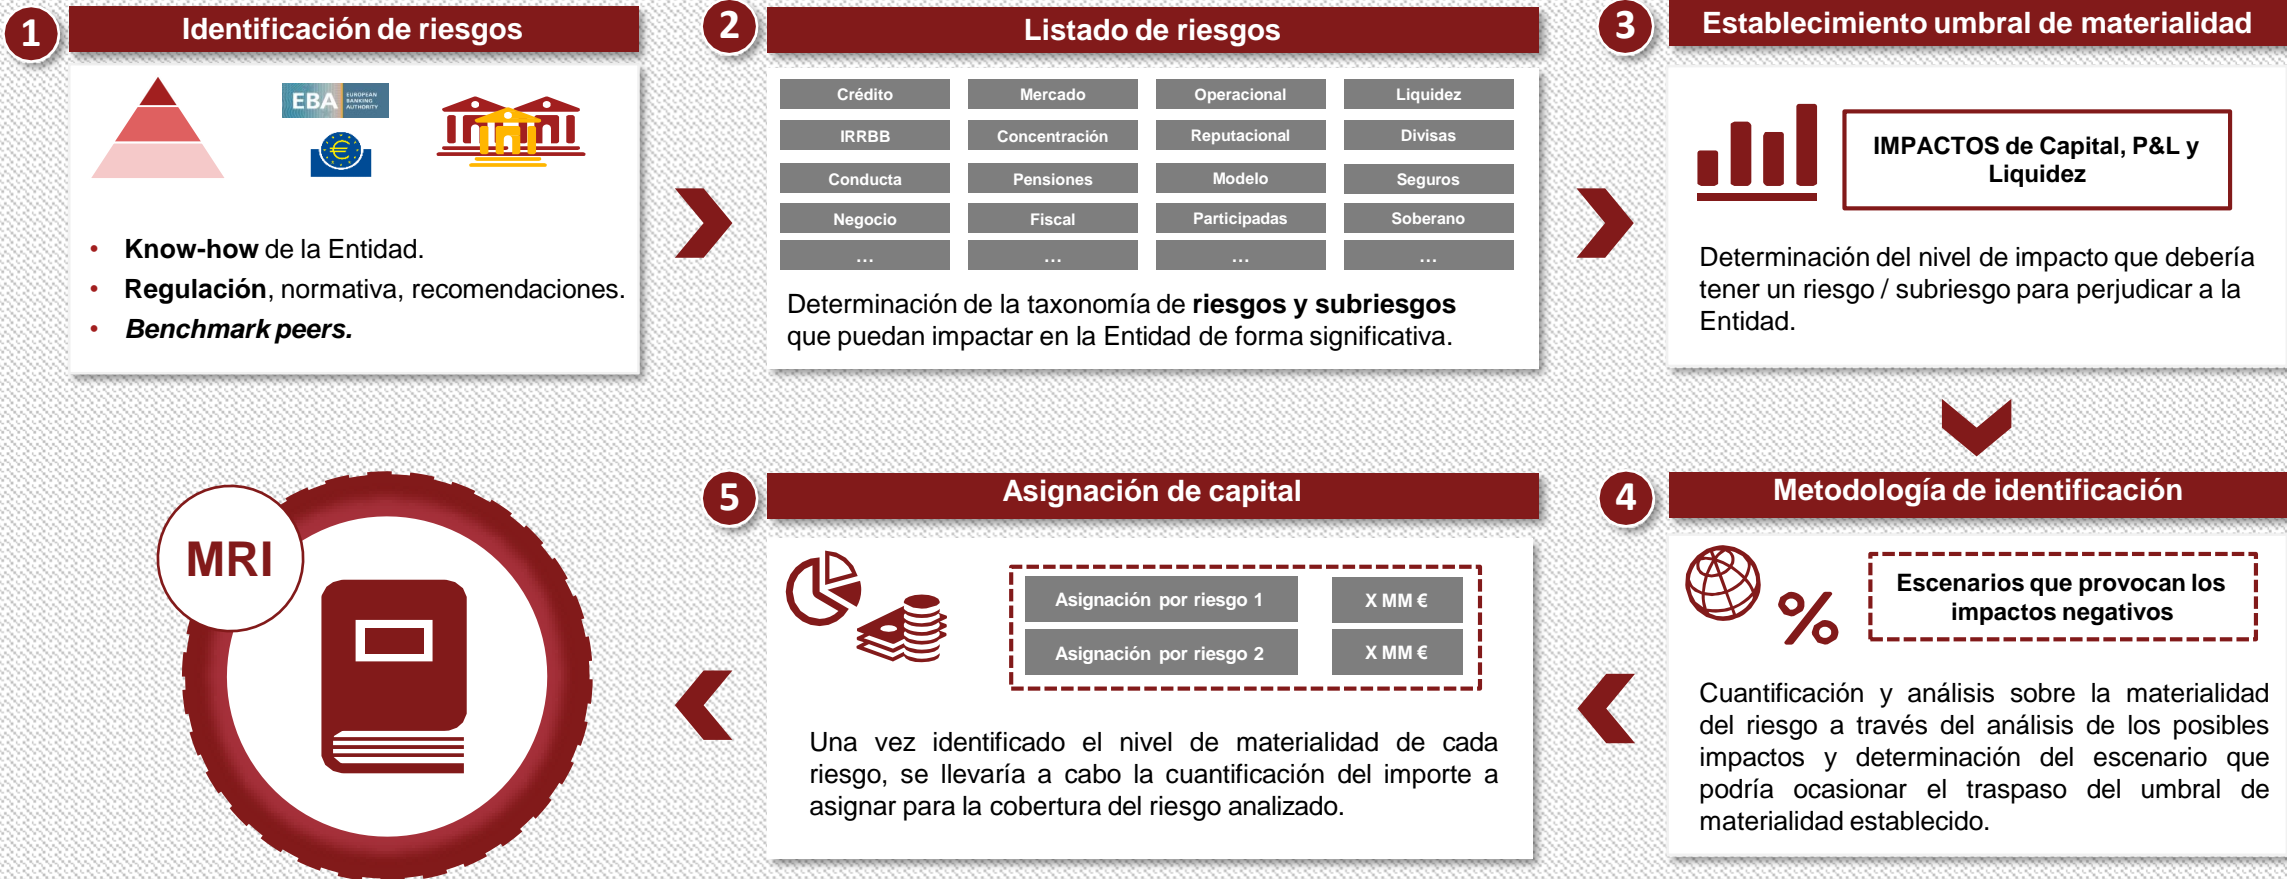 1
Identificación de riesgos
EBA EUROPEAN
BANKING
AUTHORITY
€
• Know-how de la Entidad.
• Regulación, normativa, recomendaciones.
• Benchmark peers.
2
Listado de riesgos
Crédito Mercado Operacional Liquidez
IRRBB Concentración Reputacional Divisas
Conducta Pensiones Modelo Seguros
Negocio Fiscal Participadas Soberano
... ... ... ...
Determinación de la taxonomía de riesgos y subriesgos
que puedan impactar en la Entidad de forma significativa.
3
Establecimiento umbral de materialidad
IMPACTOS de Capital, P&L y
Liquidez
Determinación del nivel de impacto que debería
tener un riesgo / subriesgo para perjudicar a la
Entidad.
4
Metodología de identificación
%
Escenarios que provocan los
impactos negativos
Cuantificación y análisis sobre la materialidad
del riesgo a través del análisis de los posibles
impactos y determinación del escenario que
podría ocasionar el traspaso del umbral de
materialidad establecido.
5
Asignación de capital
Asignación por riesgo 1 X MM €
Asignación por riesgo 2 X MM €
Una vez identificado el nivel de materialidad de cada
riesgo, se llevaría a cabo la cuantificación del importe a
asignar para la cobertura del riesgo analizado.
MRI